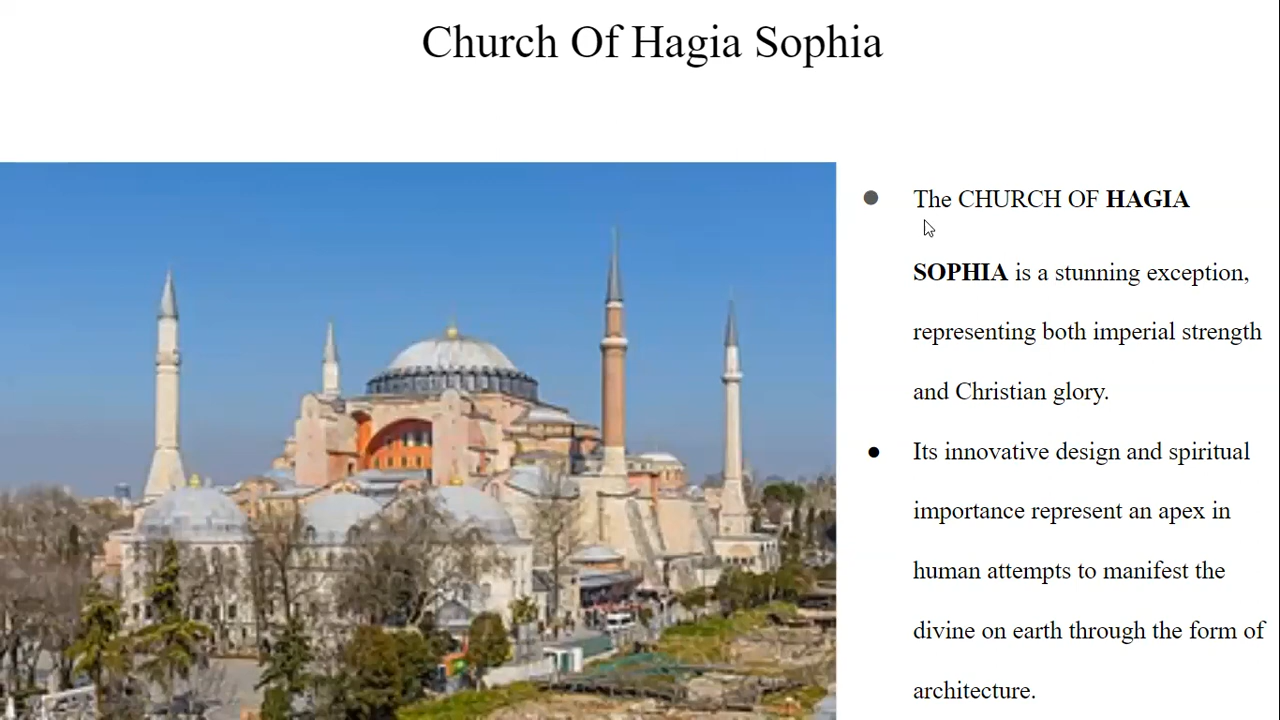 Church Of Hagia Sophia
● The CHURCH OF HAGIA
SOPHIA is a stunning exception,
representing both imperial strength
and Christian glory.
● Its innovative design and spiritual
importance represent an apex in
human attempts to manifest the
divine on earth through the form of
architecture.